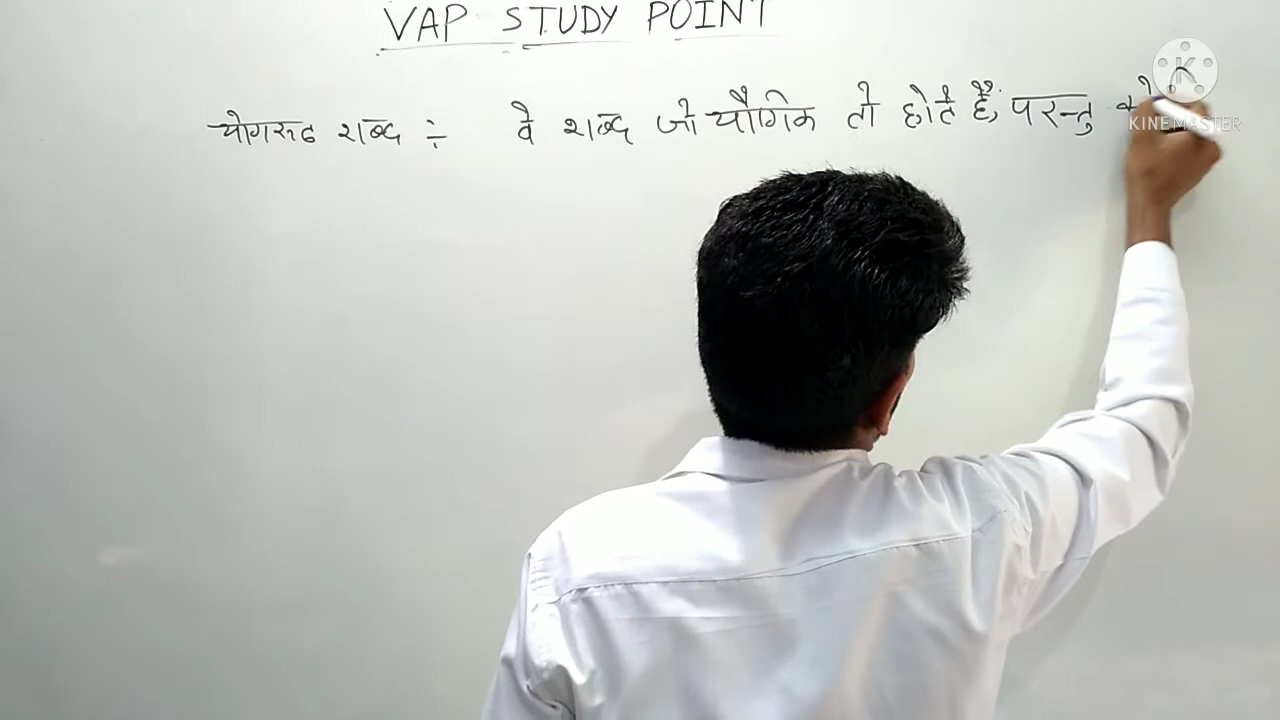 VAP STUDY POINT
योगरूढ शब्द ÷ वे शब्द जो यौगिक तो होते हैं, परन्तु
K
KINEMASTER